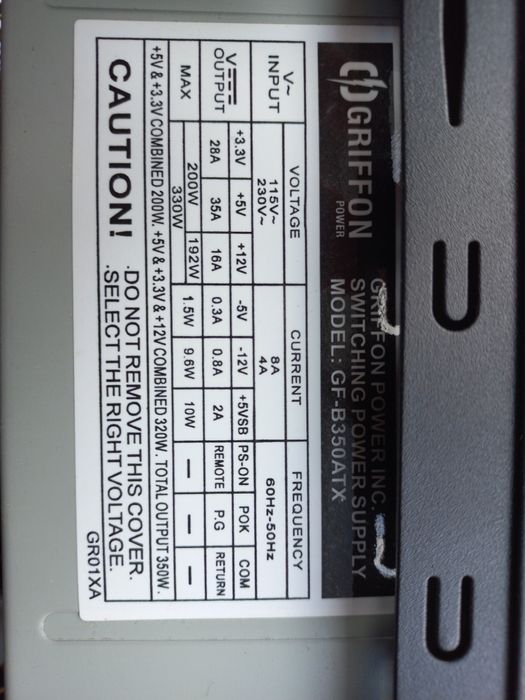 GRIFFON
POWER
GRIFFON POWER INC.
SWITCHING POWER SUPPLY
MODEL: GF-B350ATX
VOLTAGE CURRENT FREQUENCY
V~ INPUT 115V~ 230V~ 8A 4A 60Hz-50Hz
V OUTPUT +3.3V +5V +12V -5V -12V +5VSB PS-ON POK COM
28A 35A 16A 0.3A 0.8A 2A REMOTE P.G RETURN
MAX 200W 192W 1.5W 9.6W 10W — — —
330W
+5V & +3.3V COMBINED 200W. +5V & +3.3V & +12V COMBINED 320W. TOTAL OUTPUT 350W.
CAUTION!
.DO NOT REMOVE THIS COVER.
.SELECT THE RIGHT VOLTAGE.
GR01XA